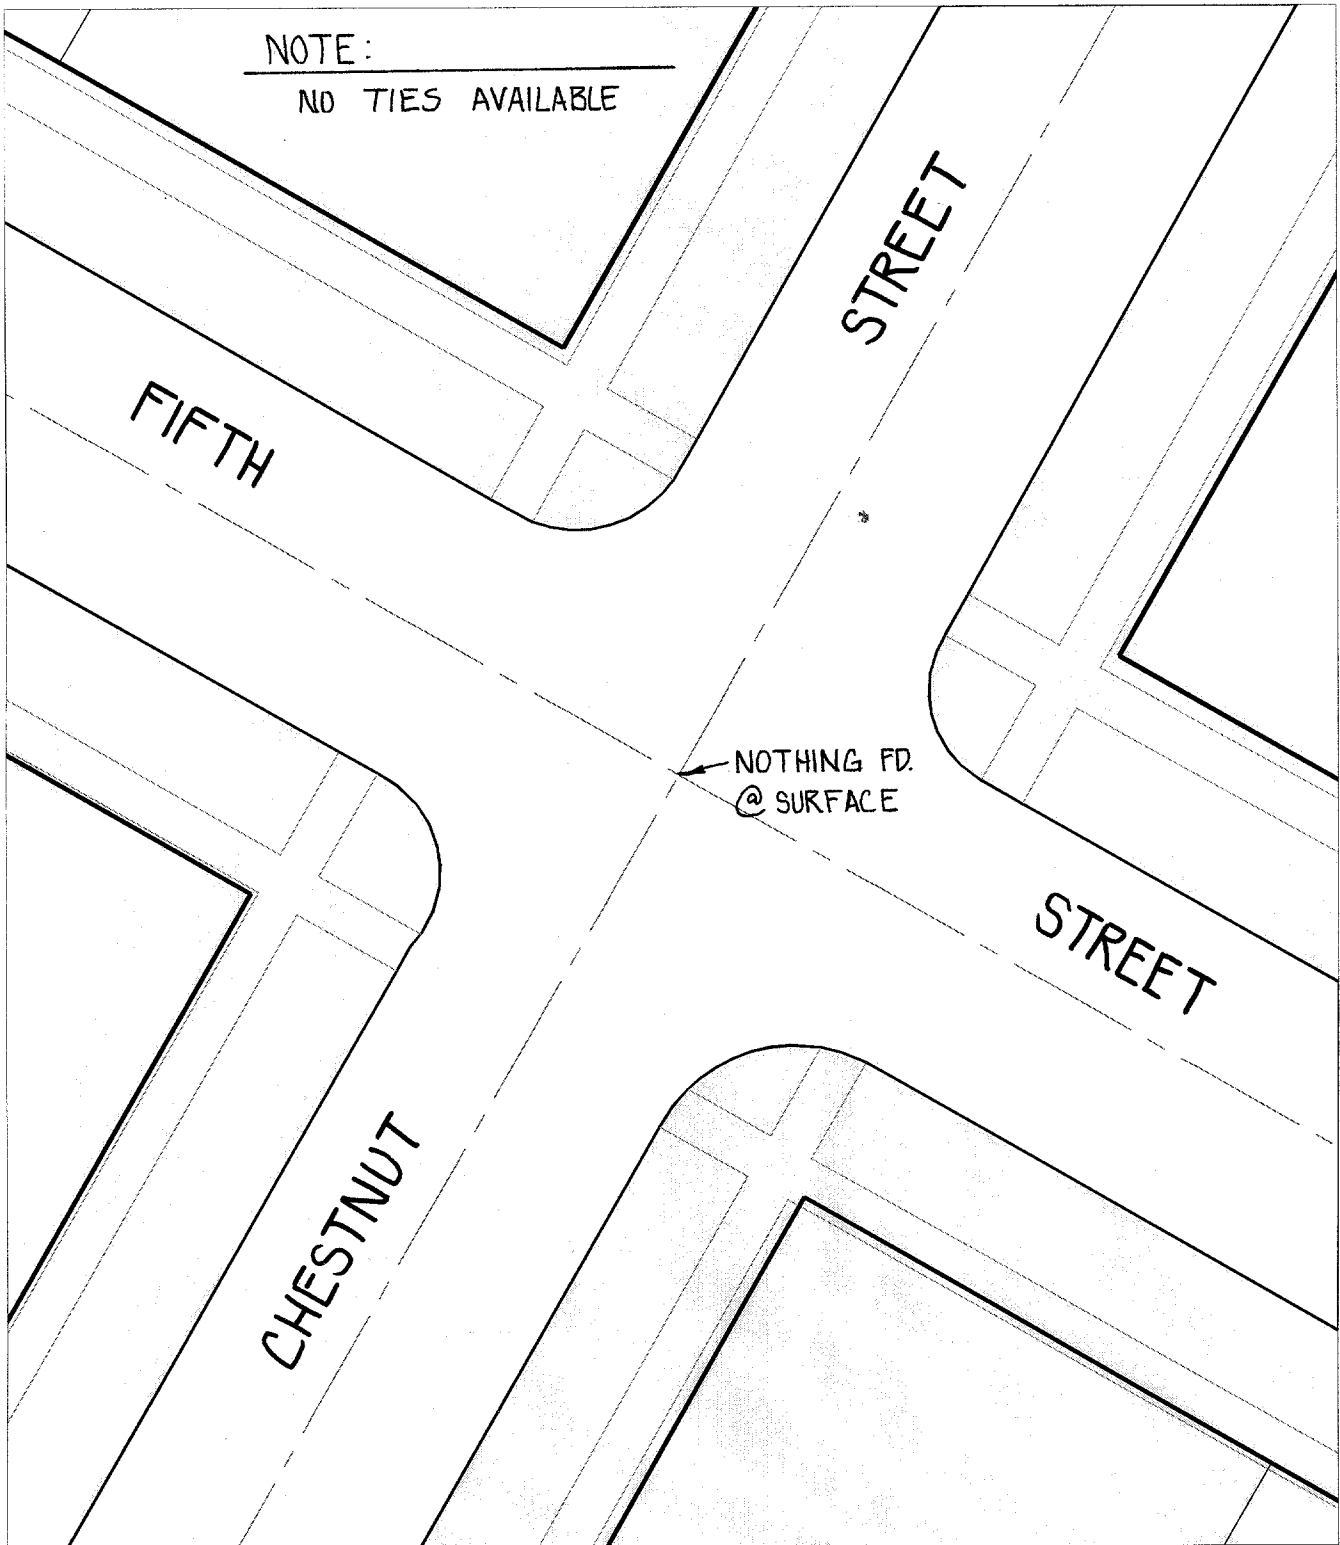 NOTE:
NO TIES AVAILABLE
STREET
FIFTH
NOTHING FD.
@ SURFACE
STREET
CHESTNUT